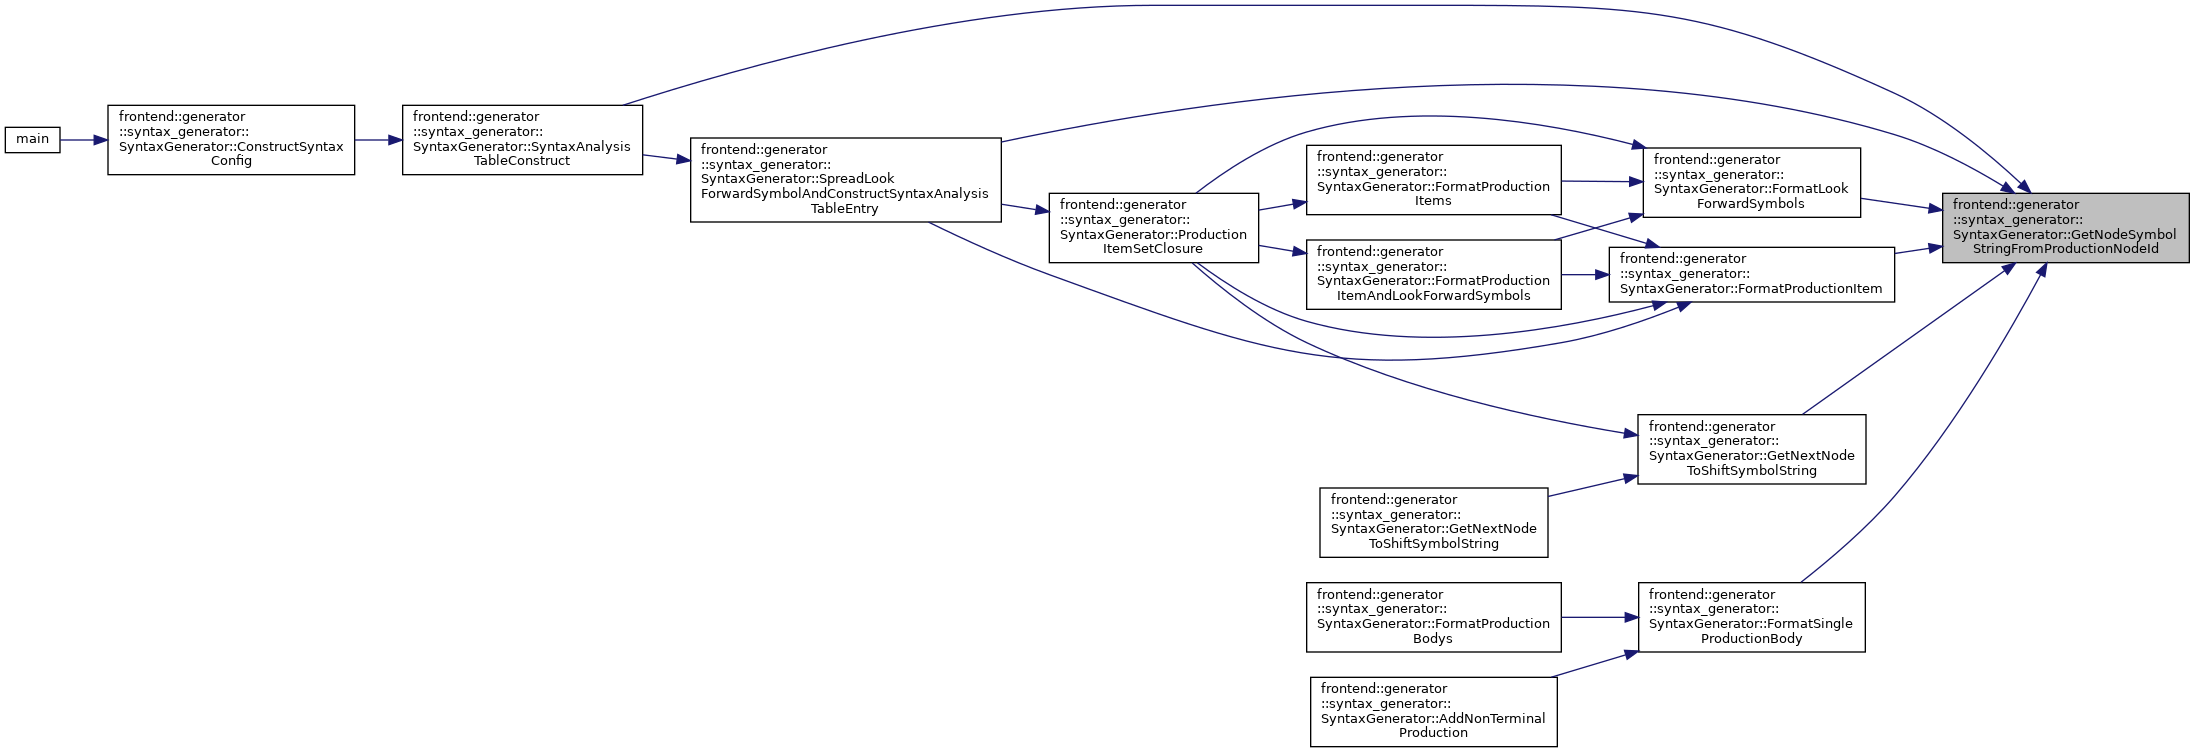 main
frontend::generator
::syntax_generator::
SyntaxGenerator::ConstructSyntax
Config
frontend::generator
::syntax_generator::
SyntaxGenerator::SyntaxAnalysis
TableConstruct
frontend::generator
::syntax_generator::
SyntaxGenerator::SpreadLook
ForwardSymbolAndConstructSyntaxAnalysis
TableEntry
frontend::generator
::syntax_generator::
SyntaxGenerator::Production
ItemSetClosure
frontend::generator
::syntax_generator::
SyntaxGenerator::FormatProduction
Items
frontend::generator
::syntax_generator::
SyntaxGenerator::FormatProduction
ItemAndLookForwardSymbols
frontend::generator
::syntax_generator::
SyntaxGenerator::FormatLook
ForwardSymbols
frontend::generator
::syntax_generator::
SyntaxGenerator::FormatProductionItem
frontend::generator
::syntax_generator::
SyntaxGenerator::GetNodeSymbol
StringFromProductionNodeId
frontend::generator
::syntax_generator::
SyntaxGenerator::GetNextNode
ToShiftSymbolString
frontend::generator
::syntax_generator::
SyntaxGenerator::GetNextNode
ToShiftSymbolString
frontend::generator
::syntax_generator::
SyntaxGenerator::FormatProduction
Bodys
frontend::generator
::syntax_generator::
SyntaxGenerator::FormatSingle
ProductionBody
frontend::generator
::syntax_generator::
SyntaxGenerator::AddNonTerminal
Production